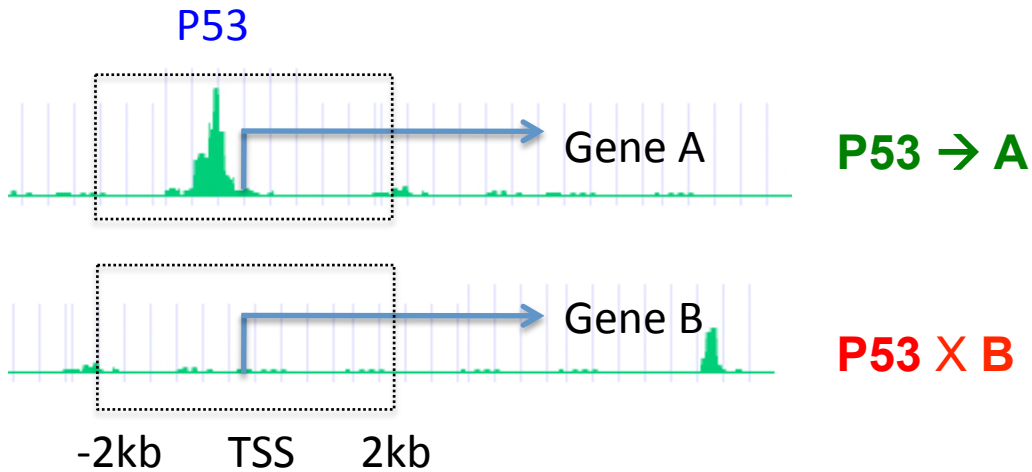 P53
Gene A
P53 → A
Gene B
P53 X B
-2kb TSS 2kb